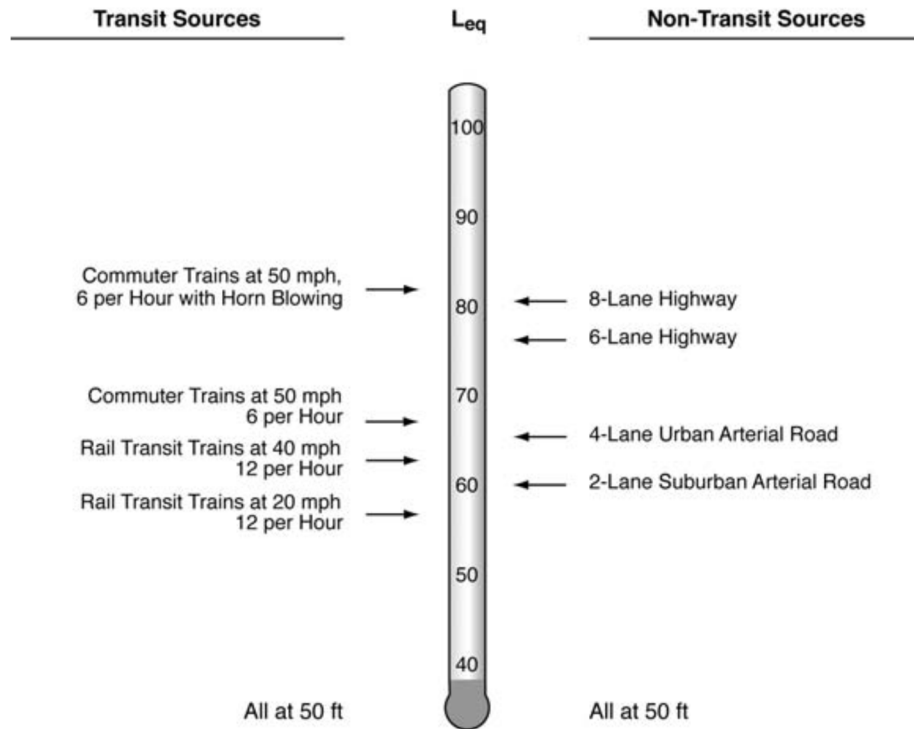 Transit Sources
Leq
Non-Transit Sources
100
90
Commuter Trains at 50 mph,
6 per Hour with Horn Blowing
80
8-Lane Highway
6-Lane Highway
Commuter Trains at 50 mph
6 per Hour
70
4-Lane Urban Arterial Road
Rail Transit Trains at 40 mph
12 per Hour
60
2-Lane Suburban Arterial Road
Rail Transit Trains at 20 mph
12 per Hour
50
40
All at 50 ft
All at 50 ft